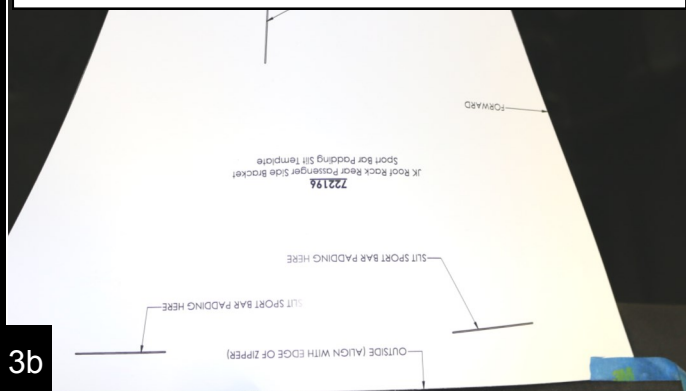 FORWARD
722196
JK Roof Rack Rear Passenger Side Bracket
Sport Bar Padding Slit Template
SLIT SPORT BAR PADDING HERE
SLIT SPORT BAR PADDING HERE
OUTSIDE (ALIGN WITH EDGE OF ZIPPER)
3b